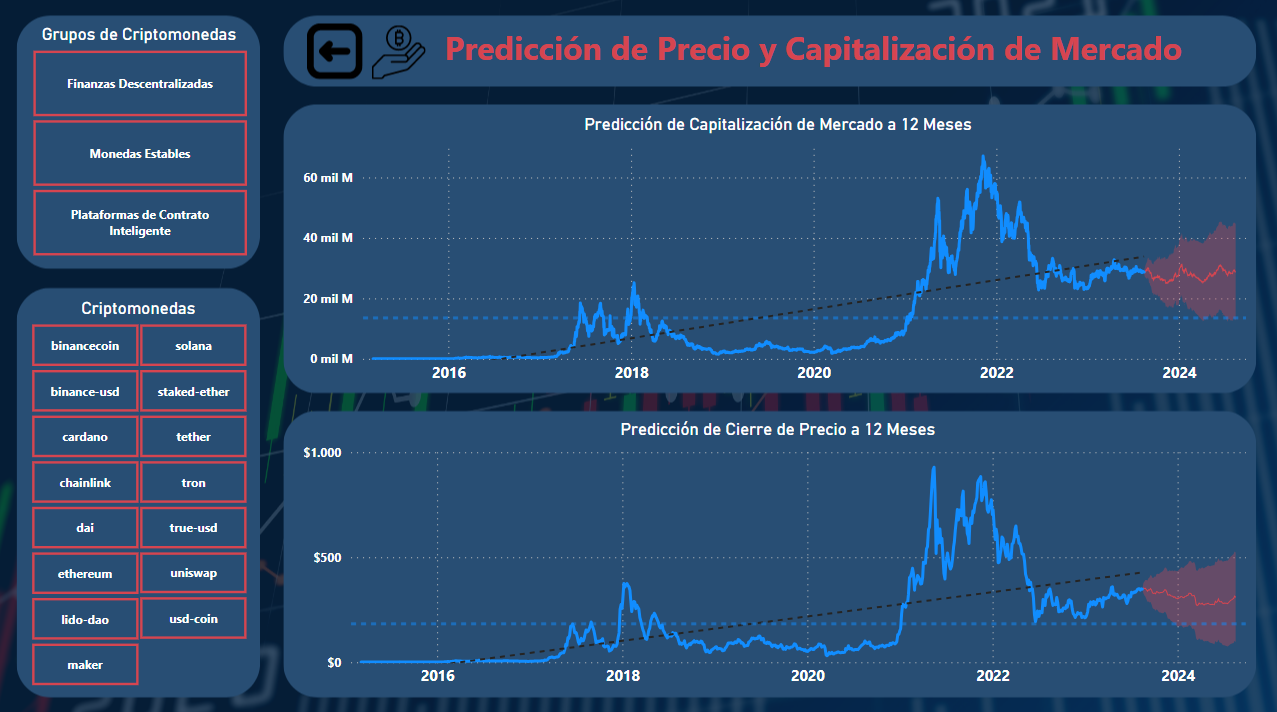 Grupos de Criptomonedas
Finanzas Descentralizadas
Monedas Estables
Plataformas de Contrato
Inteligente
Criptomonedas
binancecoin
solana
binance-usd
staked-ether
cardano
tether
chainlink
tron
dai
true-usd
ethereum
uniswap
lido-dao
usd-coin
maker
Predicción de Precio y Capitalización de Mercado
Predicción de Capitalización de Mercado a 12 Meses
60 mil M
40 mil M
20 mil M
0 mil M
2016
2018
2020
2022
2024
Predicción de Cierre de Precio a 12 Meses
$1.000
$500
$0
2016
2018
2020
2022
2024